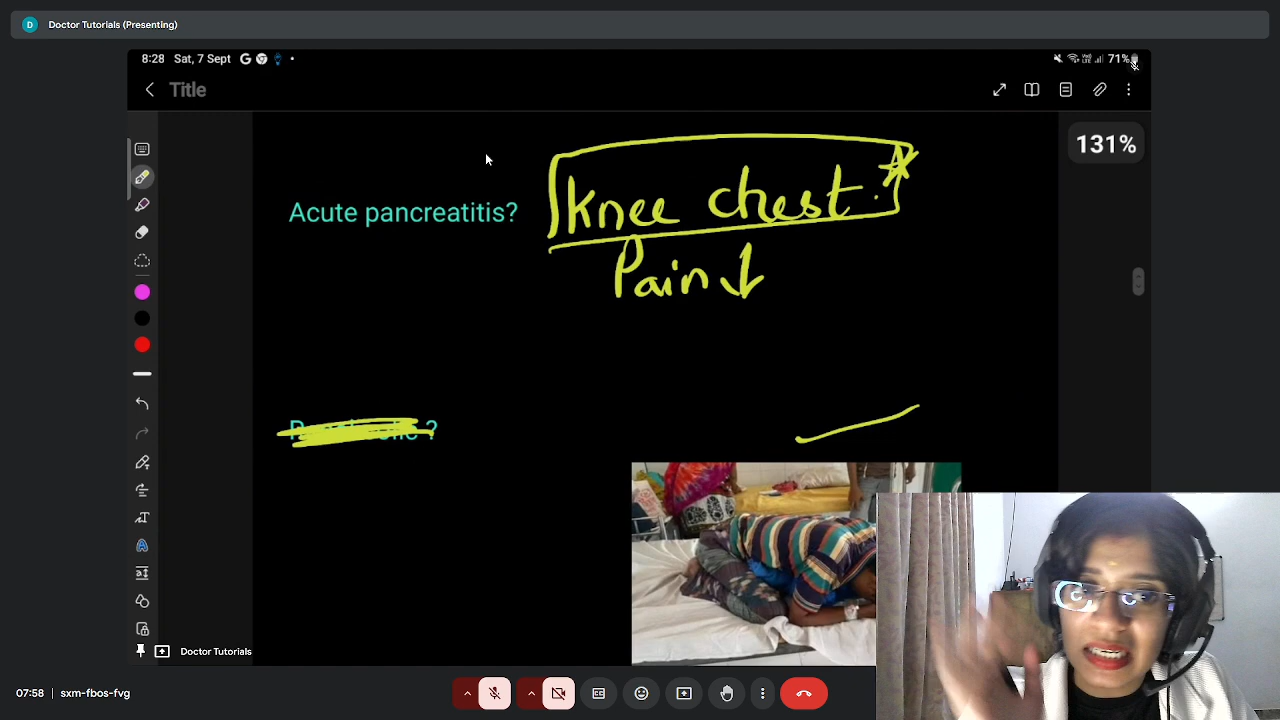 D Doctor Tutorials (Presenting)
8:28 Sat, 7 Sept G
71%
Title
131%
Acute pancreatitis? Knee chest.
Pain↓
?
Doctor Tutorials
07:58 | sxm-fbos-fvg